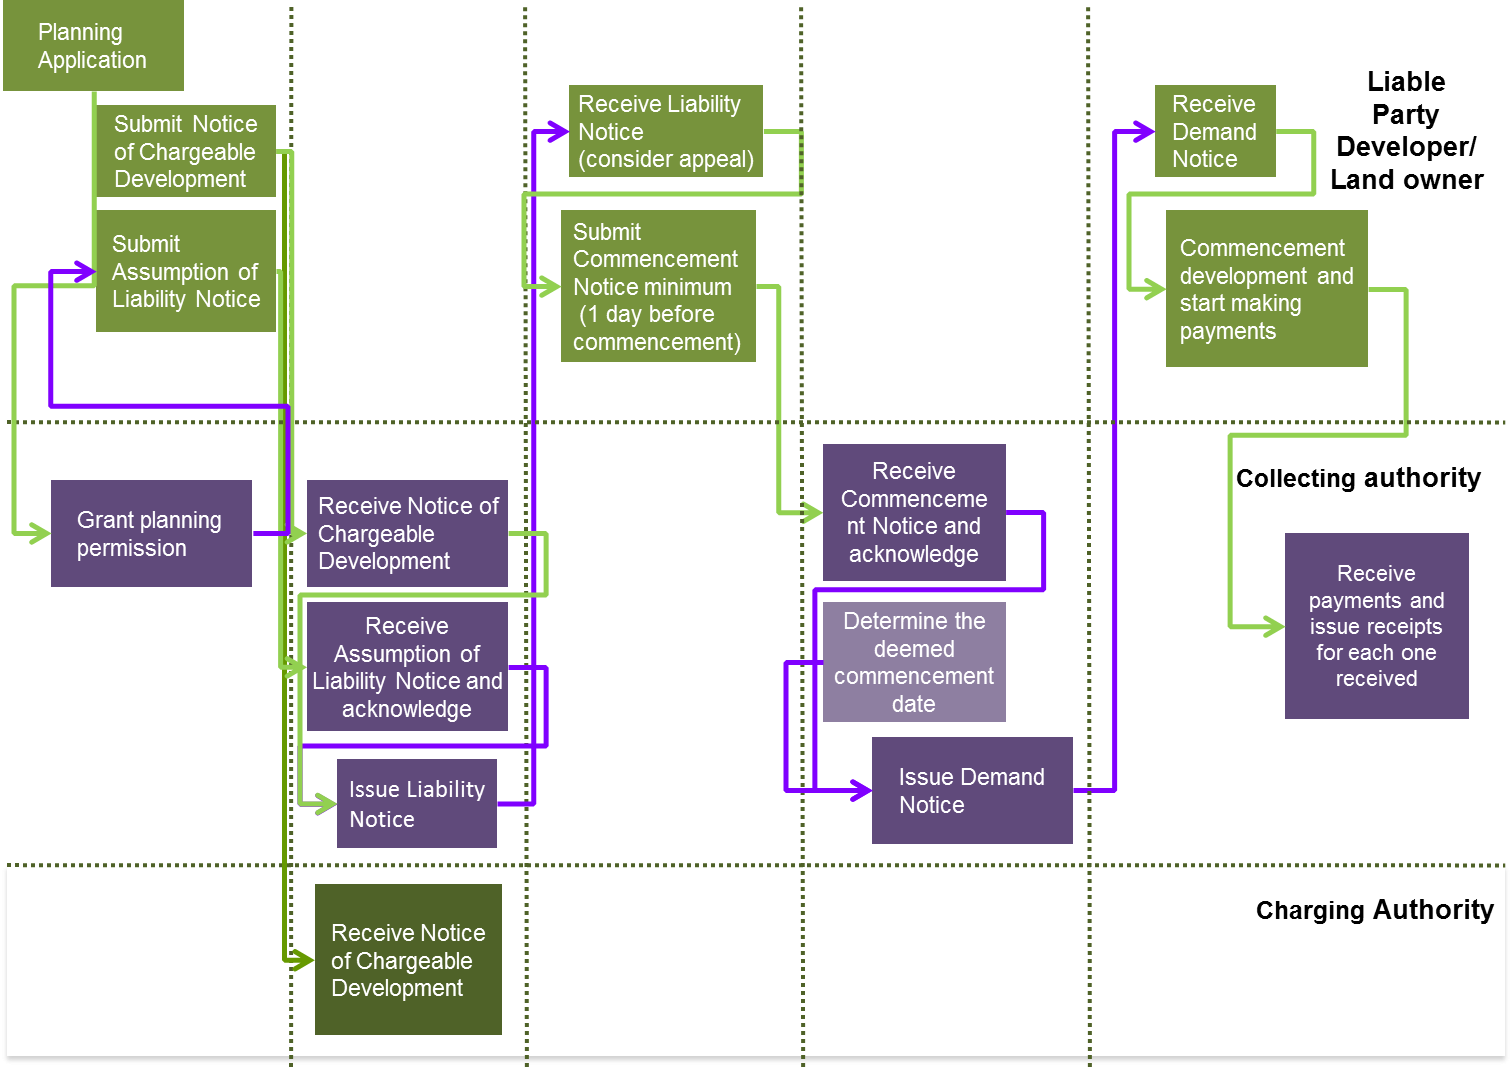 Planning
Application
Submit Notice
of Chargeable
Development
Submit
Assumption of
Liability Notice
Receive Liability
Notice
(consider appeal)
Submit
Commencement
Notice minimum
(1 day before
commencement)
Receive
Demand
Notice
Commencement
development and
start making
payments
Liable
Party
Developer/
Land owner
Grant planning
permission
Receive Notice of
Chargeable
Development
Receive
Assumption of
Liability Notice and
acknowledge
Issue Liability
Notice
Receive
Commenceme
nt Notice and
acknowledge
Determine the
deemed
commencement
date
Issue Demand
Notice
Collecting authority
Receive
payments and
issue receipts
for each one
received
Receive Notice
of Chargeable
Development
Charging Authority